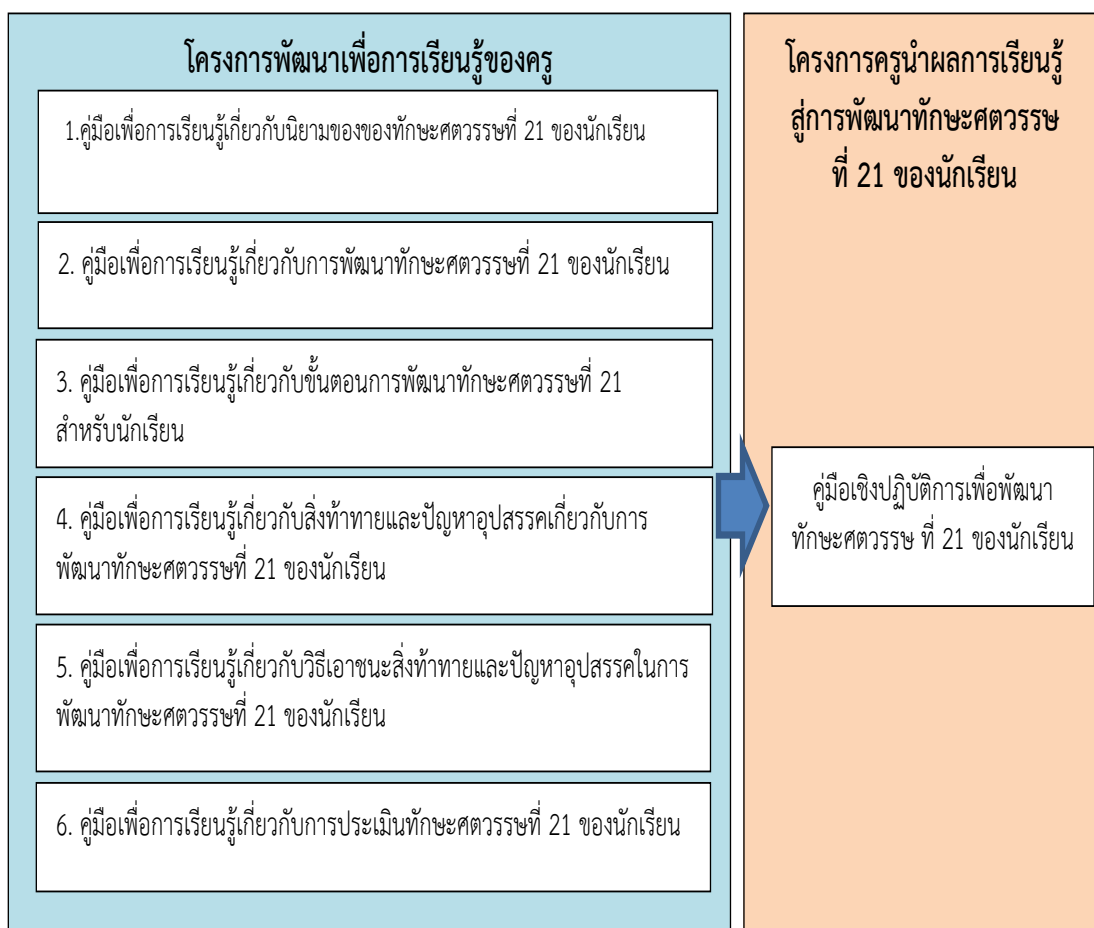 โครงการพัฒนาเพื่อการเรียนรู้ของครู
1.คู่มือเพื่อการเรียนรู้เกี่ยวกับนิยามของของทักษะศตวรรษที่ 21 ของนักเรียน
2. คู่มือเพื่อการเรียนรู้เกี่ยวกับการพัฒนาทักษะศตวรรษที่ 21 ของนักเรียน
3. คู่มือเพื่อการเรียนรู้เกี่ยวกับขั้นตอนการพัฒนาทักษะศตวรรษที่ 21
สำหรับนักเรียน
4. คู่มือเพื่อการเรียนรู้เกี่ยวกับสิ่งท้าทายและปัญหาอุปสรรคเกี่ยวกับการ
พัฒนาทักษะศตวรรษที่ 21 ของนักเรียน
5. คู่มือเพื่อการเรียนรู้เกี่ยวกับวิธีเอาชนะสิ่งท้าทายและปัญหาอุปสรรคในการ
พัฒนาทักษะศตวรรษที่ 21 ของนักเรียน
6. คู่มือเพื่อการเรียนรู้เกี่ยวกับการประเมินทักษะศตวรรษที่ 21 ของนักเรียน
โครงการครูนำผลการเรียนรู้
สู่การพัฒนาทักษะศตวรรษ
ที่ 21 ของนักเรียน
คู่มือเชิงปฏิบัติการเพื่อพัฒนา
ทักษะศตวรรษ ที่ 21 ของนักเรียน